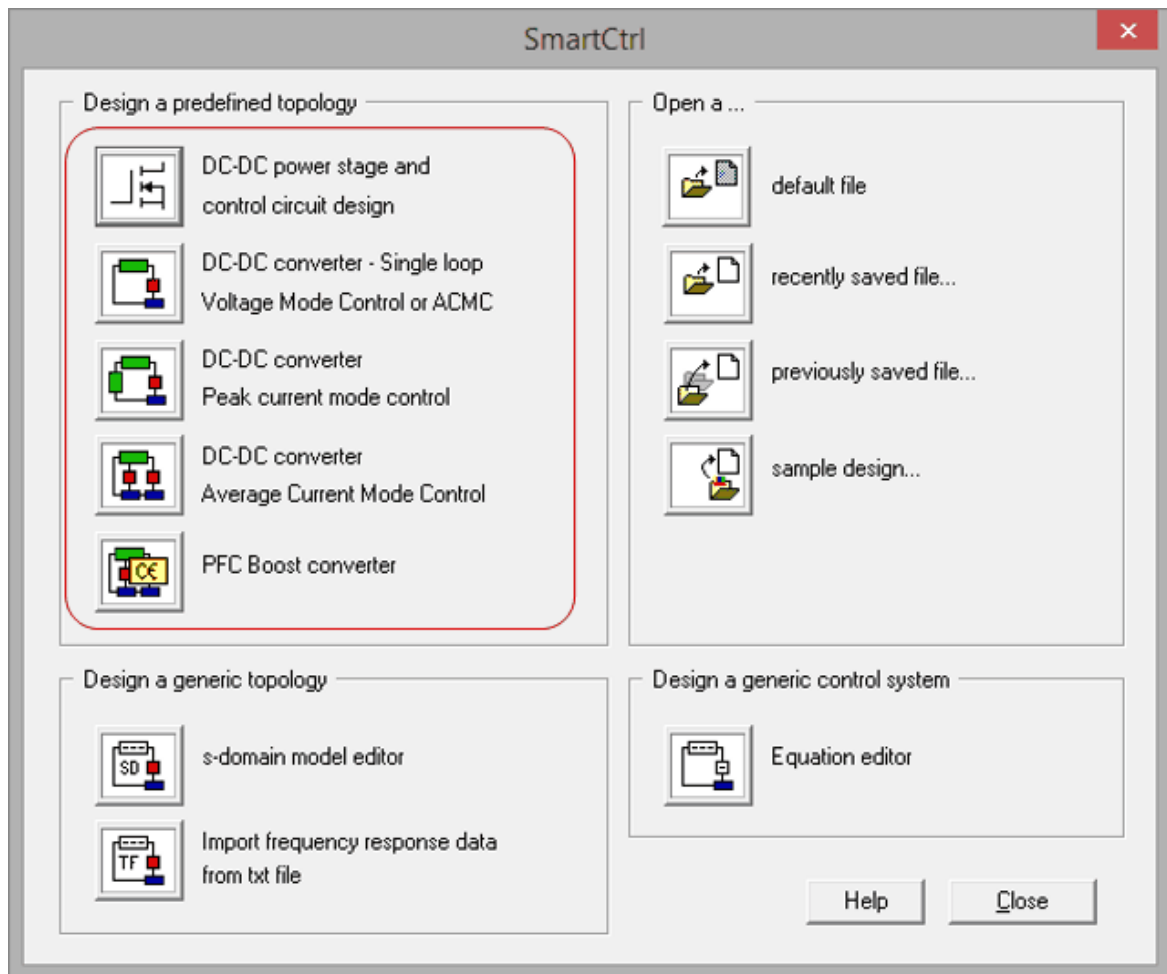 SmartCtrl
Design a predefined topology
DC-DC power stage and
control circuit design
DC-DC converter - Single loop
Voltage Mode Control or ACMC
DC-DC converter
Peak current mode control
DC-DC converter
Average Current Mode Control
CE
PFC Boost converter
Open a ...
default file
recently saved file...
previously saved file...
sample design...
Design a generic topology
SD
s-domain model editor
TF
Import frequency response data
from txt file
Design a generic control system
Equation editor
Help
Close